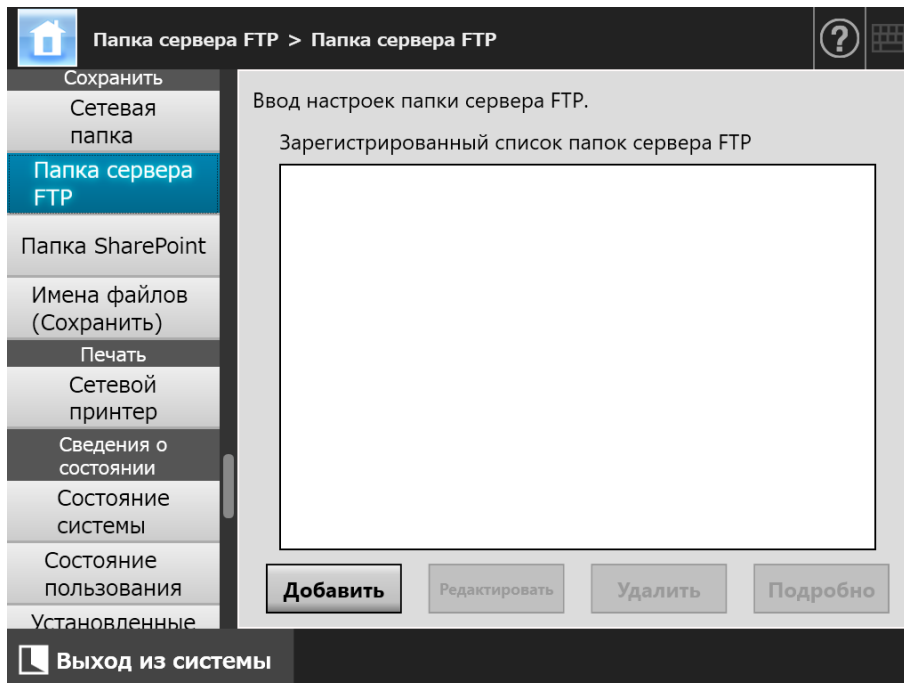 Папка сервера FTP > Папка сервера FTP
?
Сохранить
Сетевая
папка
Папка сервера
FTP
Папка SharePoint
Имена файлов
(Сохранить)
Печать
Сетевой
принтер
Сведения о
состоянии
Состояние
системы
Состояние
пользования
Установленные
Ввод настроек папки сервера FTP.
Зарегистрированный список папок сервера FTP
Добавить
Редактировать
Удалить
Подробно
Выход из системы